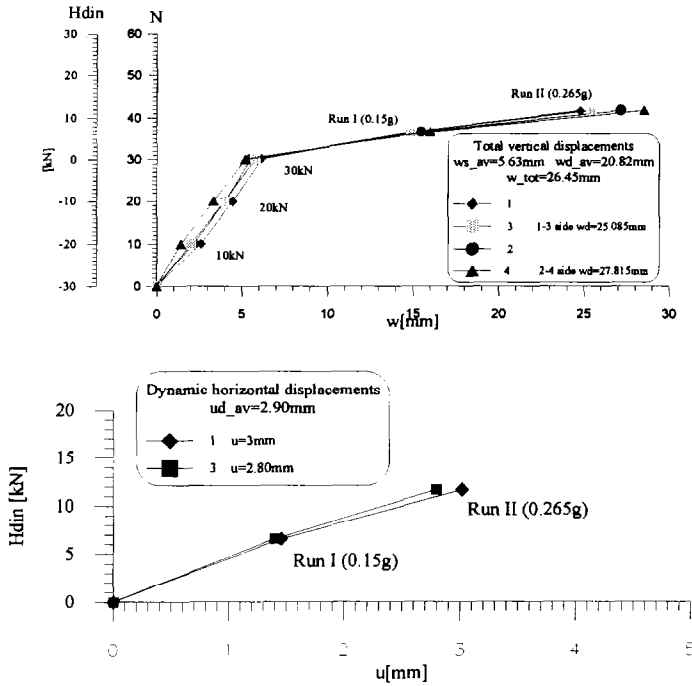 Hdin
N
30
20
10
0
-10
-20
-30
[kN]
60
50
40
30
20
10
0
Run I (0.15g)
Run II (0.265g)
30kN
20kN
10kN
Total vertical displacements
ws_av=5.63mm wd_av=20.82mm
w_tot=26.45mm
1
3 1-3 side wd=25.085mm
2
4 2-4 side wd=27.815mm
0 5 10 15 20 25 30
w[mm]
Dynamic horizontal displacements
ud_av=2.90mm
1 u=3mm
3 u=2.80mm
20
15
10
5
0
Hdin [kN]
Run II (0.265g)
Run I (0.15g)
0 1 2 3 4 5
u[mm]